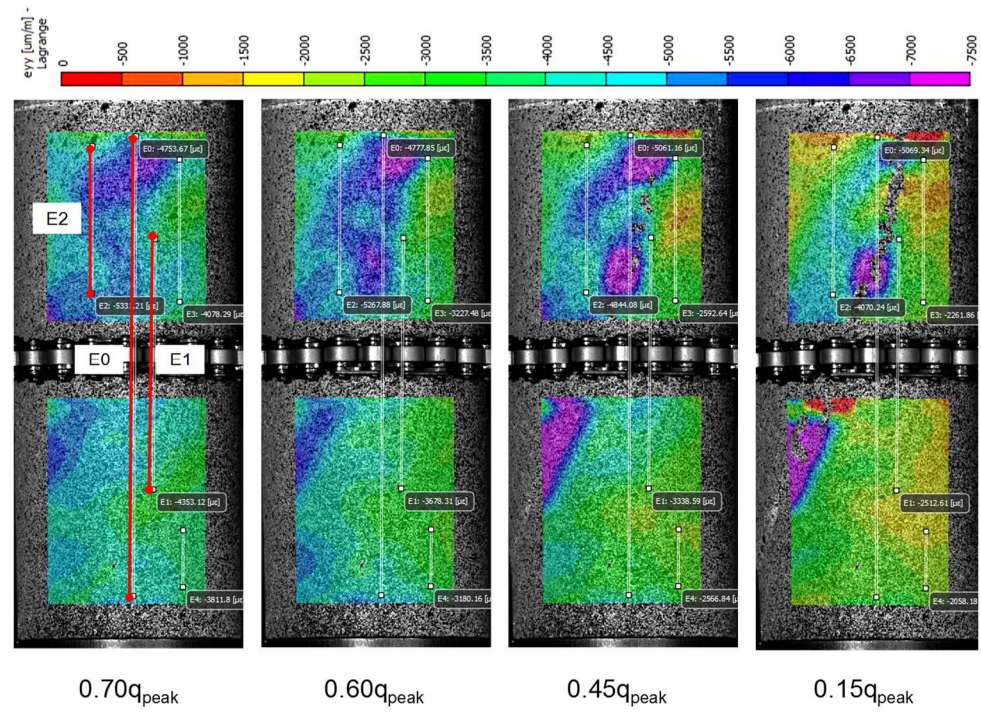 eyy [um/m] -
Lagrange
0
-500
-1000
-1500
-2000
-2500
-3000
-3500
-4000
-4500
-5000
-5500
-6000
-6500
-7000
-7500
E0: -4753.67 [µε]
E2
E3: -4078.29 [µε
E0
E1
E1: -4353.12 [µε]
E4: -3811.8 [µε
0.70qpeak
E0: -4777.85 [µε]
E2: -5267.88 [µε]
E3: -3227.48 [µε
E1: -3678.31 [µε]
E4: -3180.16 [µε
0.60qpeak
E0: -5061.16 [µε]
E2: -4844.08 [µε]
E3: -2592.64 [µε
E1: -3338.59 [µε]
E4: -2566.84 [µ
0.45qpeak
E0: -5069.34 [µε]
E2: -4070.24 [µε]
E3: -2261.86 [µε
E1: -2512.61 [µε]
E4: -2058.18
0.15qpeak